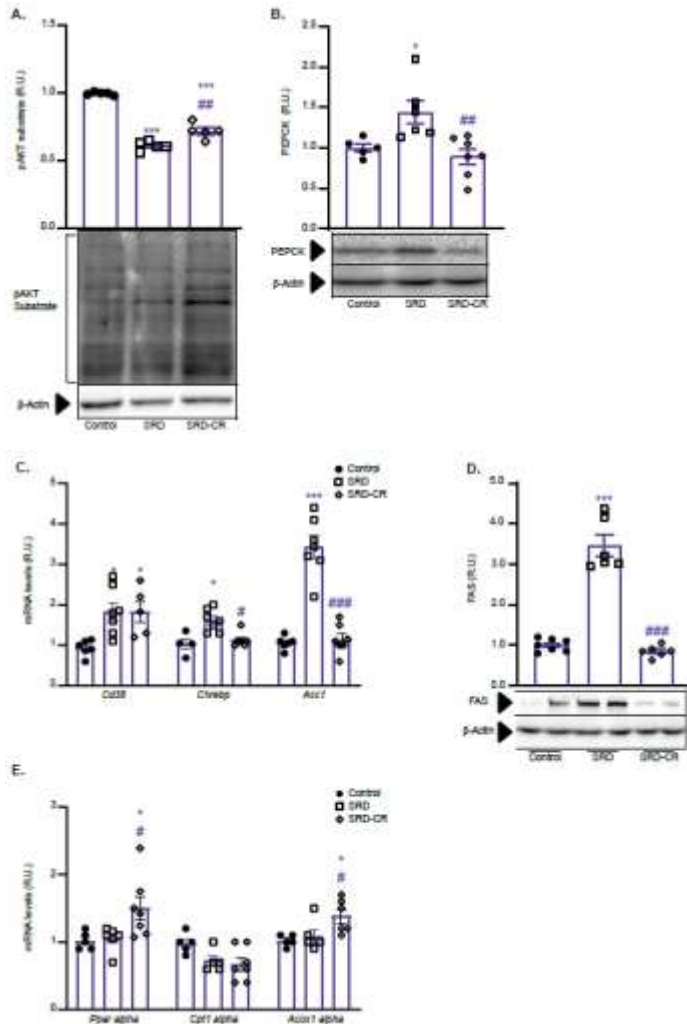 A.
1.5
1.0
0.5
0.0
pAKT substrate (R.U.)
***
***
##
pAKT
Substrate
β-Actin
Control SRD SRD-CR
B.
2.5
2.0
1.5
1.0
0.5
0.0
PEPCK (R.U.)
*
##
PEPCK
β-Actin
Control SRD SRD-CR
C.
Control
SRD
SRD-CR
mRNA levels (R.U.)
5
4
2
1
0
*
*
*
#
***
###
Cd36 Chrebp Acc1
D.
5.0
4.0
3.0
2.0
1.0
0.0
FAS (R.U.)
***
###
FAS
β-Actin
Control SRD SRD-CR
E.
Control
SRD
SRD-CR
mRNA levels (R.U.)
3
2
1
0
*
#
*
#
Ppar alpha Cpt1 alpha Acox1 alpha